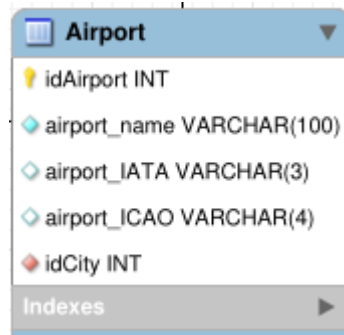 Airport
idAirport INT
airport_name VARCHAR(100)
airport_IATA VARCHAR(3)
airport_ICAO VARCHAR(4)
idCity INT
Indexes